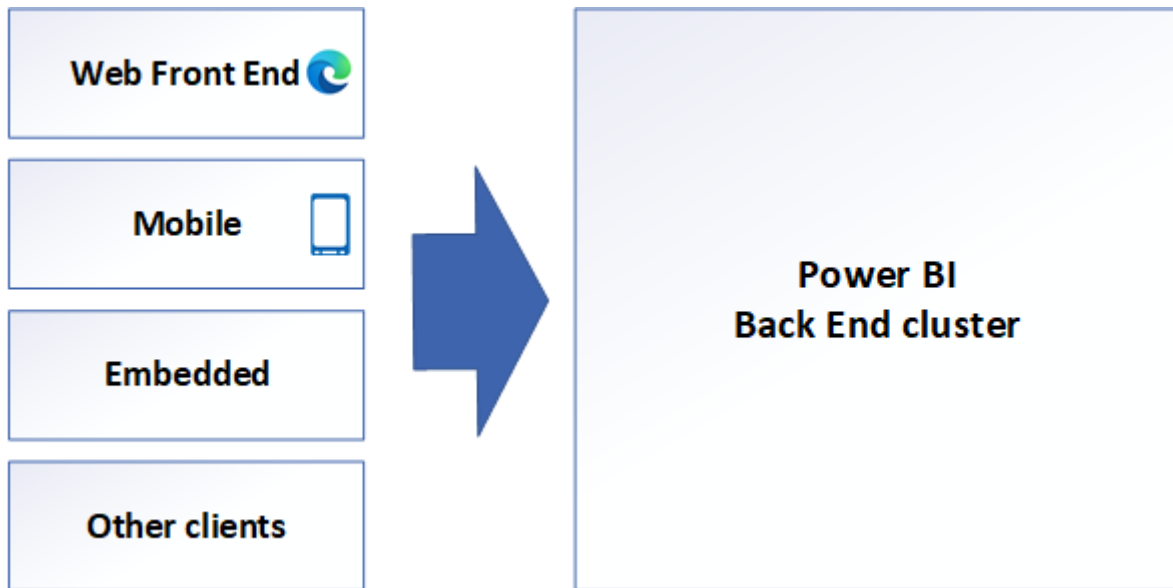 Web Front End
Mobile
Embedded
Other clients
Power BI
Back End cluster